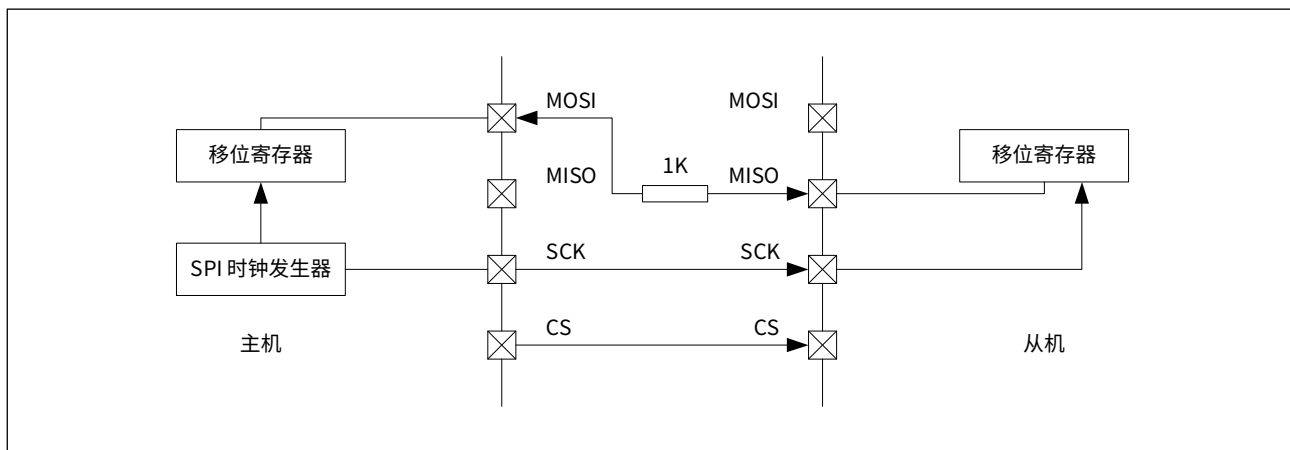 MOSI MOSI
移位寄存器 移位寄存器
1K
MISO MISO
SPI 时钟发生器
SCK SCK
CS CS
主机 从机